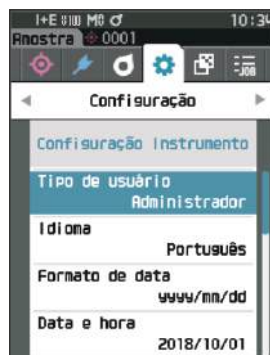 I+E M0
10:34
Amostra 0001
JOB
Configuração
Configuração Instrumento
Tipo de usuário
Administrador
Idioma
Português
Formato de data
yyyy/mm/dd
Data e hora
2018/10/01